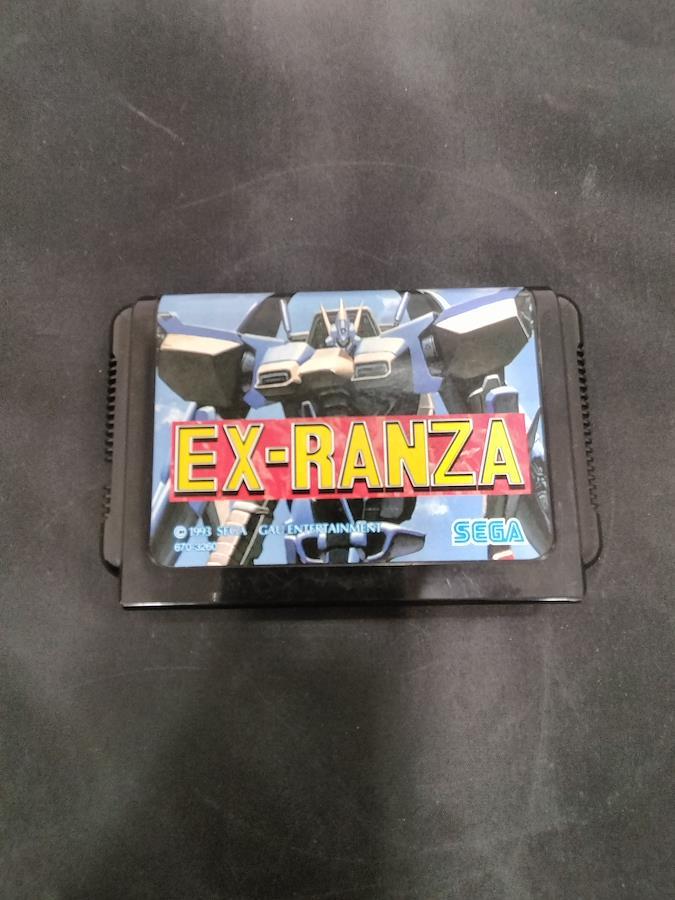 EX-RANZA
© 1993 SEGA GAU ENTERTAINMENT
670-3260
SEGA